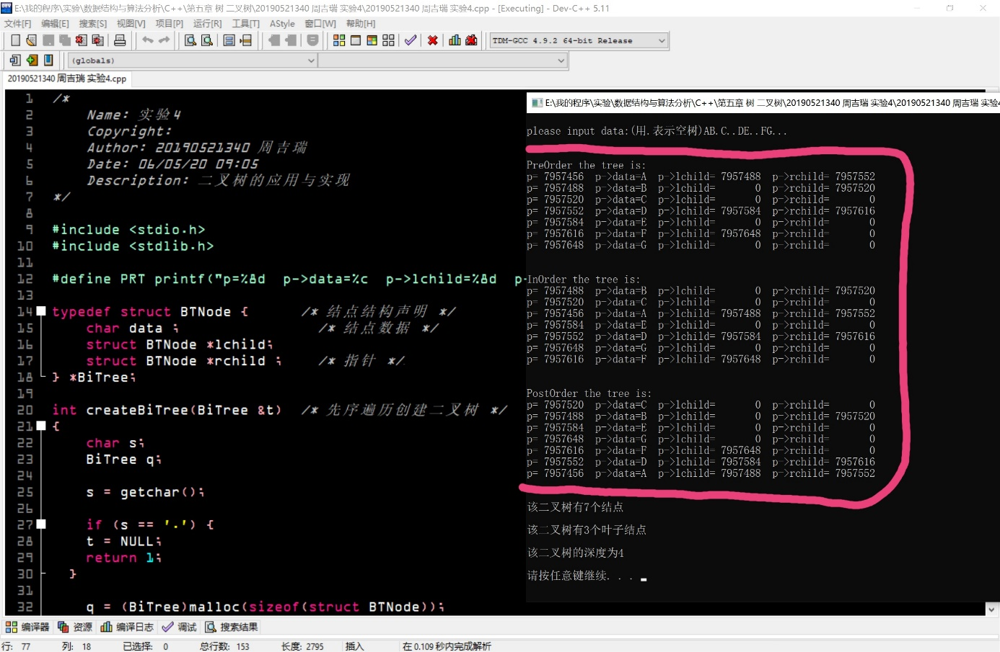 E:\我的程序\实验\数据结构与算法分析\C++\第五章 树 二叉树\20190521340 周吉瑞 实验4\20190521340 周吉瑞 实验4.cpp - [Executing] - Dev-C++ 5.11
文件[F] 编辑[E] 搜索[S] 视图[V] 项目[P] 运行[R] 工具[T] AStyle 窗口[W] 帮助[H]
TDM-GCC 4.9.2 64-bit Release
(globals)
20190521340 周吉瑞 实验4.cpp
1 /*
2 Name: 实验4
3 Copyright:
4 Author: 20190521340 周吉瑞
5 Date: 06/05/20 09:05
6 Description: 二叉树的应用与实现
7 */
8
9 #include <stdio.h>
10 #include <stdlib.h>
11
12 #define PRT printf("p=%8d  p->data=%c  p->lchild=%8d  p-
13
14 typedef struct BTNode { /* 结点结构声明 */
15 char data ; /* 结点数据 */
16 struct BTNode *lchild;
17 struct BTNode *rchild ; /* 指针 */
18 } *BiTree;
19
20 int createBiTree(BiTree &t) /* 先序遍历创建二叉树 */
21 {
22 char s;
23 BiTree q;
24
25 s = getchar();
26
27 if (s == '.') {
28 t = NULL;
29 return 1;
30 }
31
32 q = (BiTree)malloc(sizeof(struct BTNode));
E:\我的程序\实验\数据结构与算法分析\C++\第五章 树 二叉树\20190521340 周吉瑞 实验4\20190521340 周吉瑞 实验4
please input data:(用.表示空树)AB.C..DE..FG...
PreOrder the tree is:
p= 7957456  p->data=A  p->lchild= 7957488  p->rchild= 7957552
p= 7957488  p->data=B  p->lchild=       0  p->rchild= 7957520
p= 7957520  p->data=C  p->lchild=       0  p->rchild=       0
p= 7957552  p->data=D  p->lchild= 7957584  p->rchild= 7957616
p= 7957584  p->data=E  p->lchild=       0  p->rchild=       0
p= 7957616  p->data=F  p->lchild= 7957648  p->rchild=       0
p= 7957648  p->data=G  p->lchild=       0  p->rchild=       0
InOrder the tree is:
p= 7957488  p->data=B  p->lchild=       0  p->rchild= 7957520
p= 7957520  p->data=C  p->lchild=       0  p->rchild=       0
p= 7957456  p->data=A  p->lchild= 7957488  p->rchild= 7957552
p= 7957584  p->data=E  p->lchild=       0  p->rchild=       0
p= 7957552  p->data=D  p->lchild= 7957584  p->rchild= 7957616
p= 7957648  p->data=G  p->lchild=       0  p->rchild=       0
p= 7957616  p->data=F  p->lchild= 7957648  p->rchild=       0
PostOrder the tree is:
p= 7957520  p->data=C  p->lchild=       0  p->rchild=       0
p= 7957488  p->data=B  p->lchild=       0  p->rchild= 7957520
p= 7957584  p->data=E  p->lchild=       0  p->rchild=       0
p= 7957648  p->data=G  p->lchild=       0  p->rchild=       0
p= 7957616  p->data=F  p->lchild= 7957648  p->rchild=       0
p= 7957552  p->data=D  p->lchild= 7957584  p->rchild= 7957616
p= 7957456  p->data=A  p->lchild= 7957488  p->rchild= 7957552
该二叉树有7个结点
该二叉树有3个叶子结点
该二叉树的深度为4
请按任意键继续. . .
编译器 资源 编译日志 调试 搜索结果
行: 77 列: 18 已选择: 0 总行数: 153 长度: 2795 插入 在 0.109 秒内完成解析